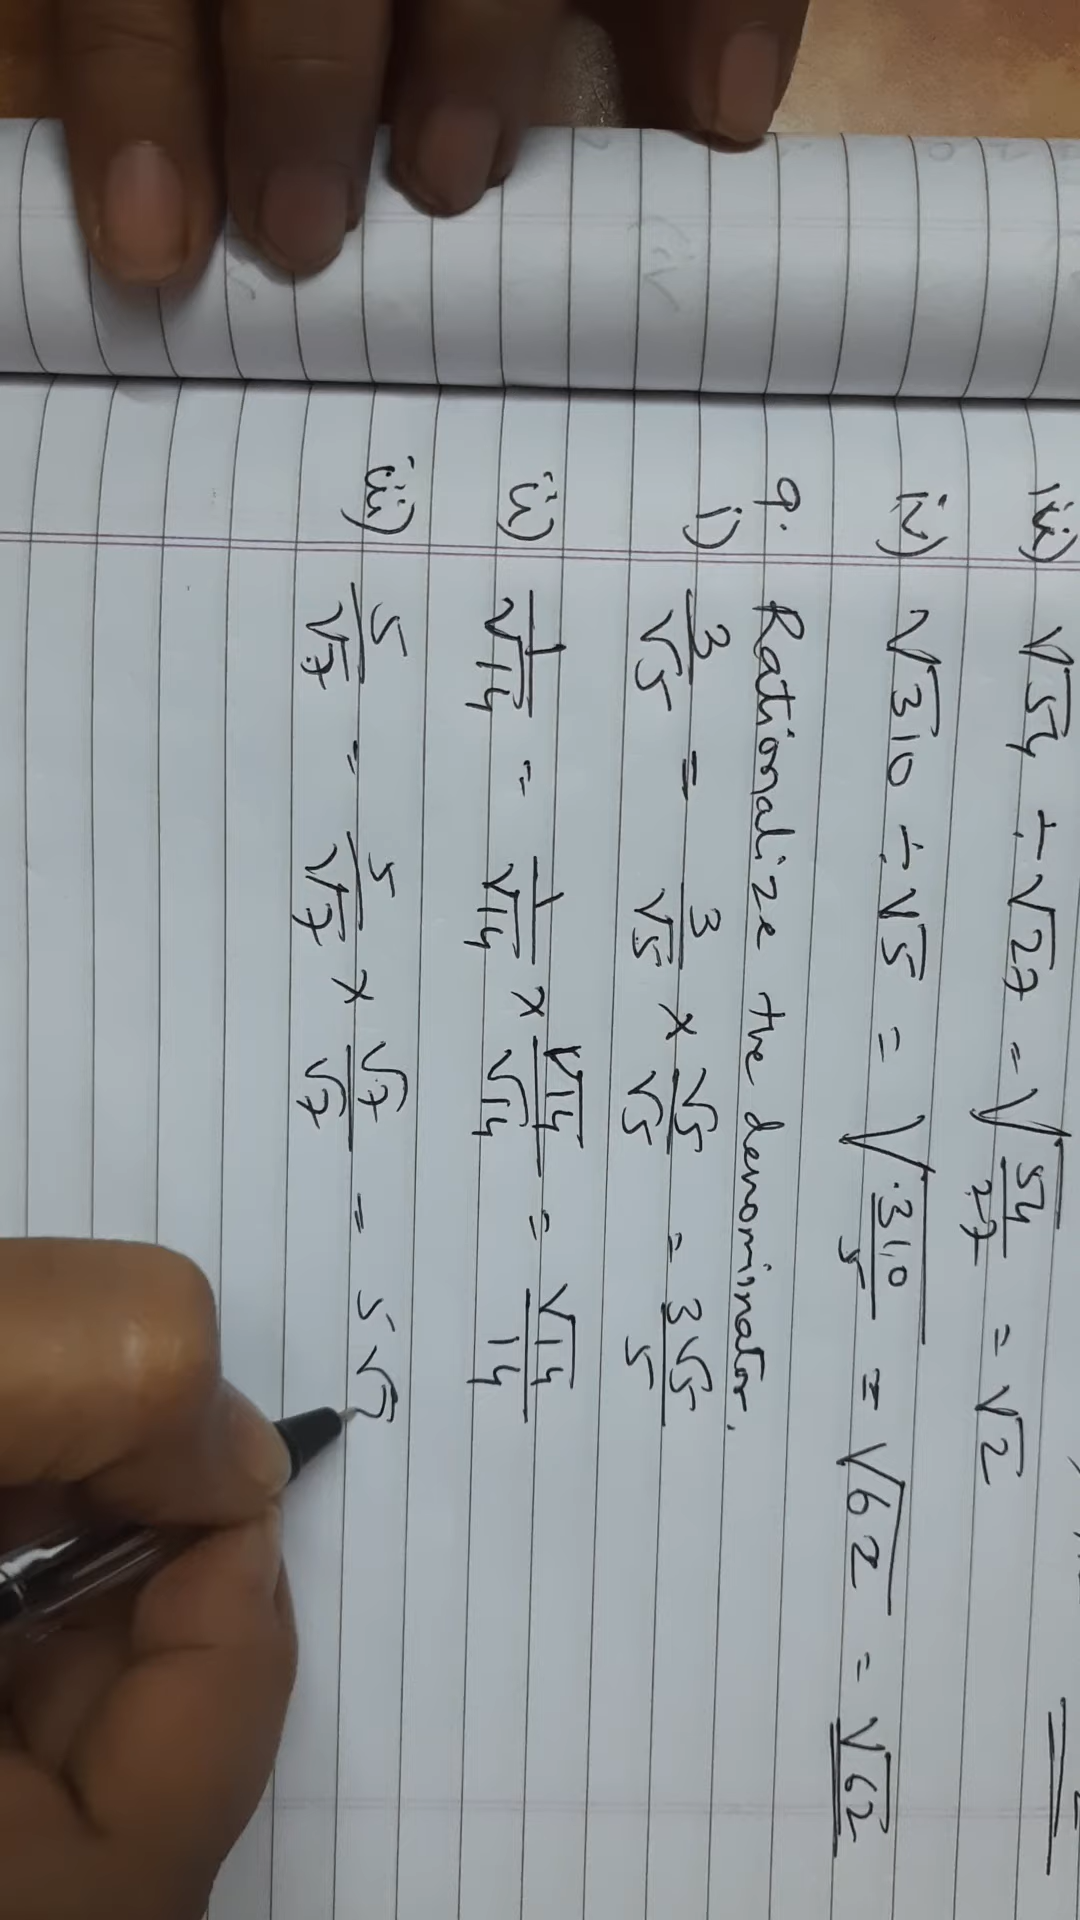 iii) √54 ÷ √27 = √54/27 = √2
iv) √310 ÷ √5 = √310/5 = √62 = √62
9. Rationalize the denominator.
i) 3/√5 = 3/√5 × √5/√5 = 3√5/5
ii) 1/√14 = 1/√14 × √14/√14 = √14/14
iii) 5/√7 = 5/√7 × √7/√7 = 5√7